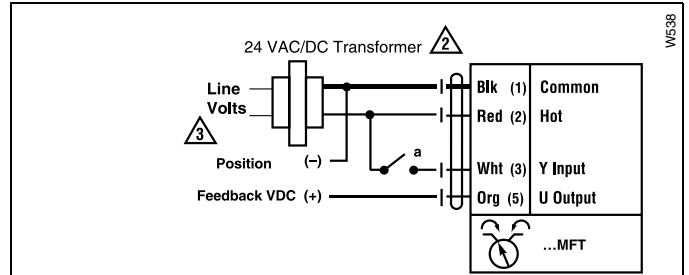 W538
24 VAC/DC Transformer 2
Line
Volts
3
Blk (1) Common
Red (2) Hot
a
Position (–)
Wht (3) Y Input
Feedback VDC (+)
Org (5) U Output
...MFT